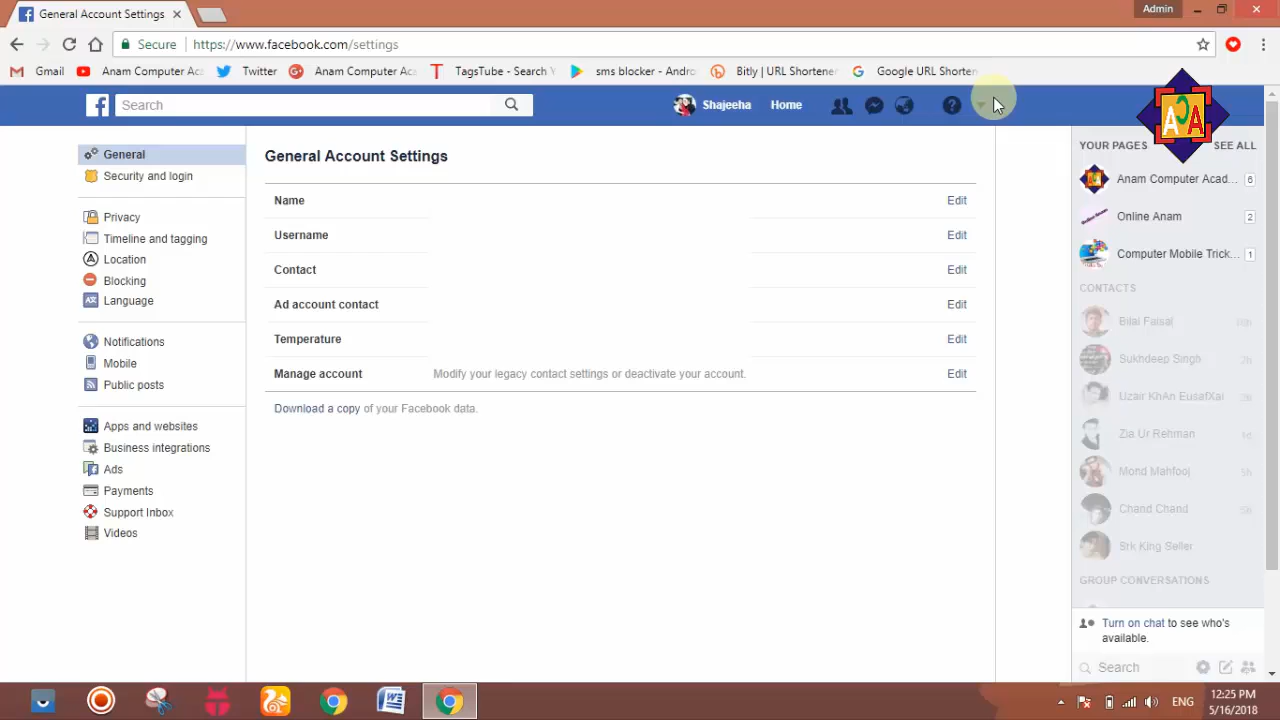 General Account Settings
Admin
Secure https://www.facebook.com/settings
Gmail Anam Computer Aca Twitter Anam Computer Aca TagsTube - Search Y sms blocker - Andro Bitly | URL Shortene Google URL Shorten
Search
Shajeeha Home
General
Security and login
Privacy
Timeline and tagging
Location
Blocking
Language
Notifications
Mobile
Public posts
Apps and websites
Business integrations
Ads
Payments
Support Inbox
Videos
General Account Settings
Name Edit
Username Edit
Contact Edit
Ad account contact Edit
Temperature Edit
Manage account Modify your legacy contact settings or deactivate your account. Edit
Download a copy of your Facebook data.
A C A
YOUR PAGES SEE ALL
Anam Computer Acad... 6
Online Anam 2
Computer Mobile Trick... 1
CONTACTS
Bilal Faisal
Sukhdeep Singh
Uzair KhAn EusafXai
Zia Ur Rehman 1d
Mond Mahfooj 5h
Chand Chand
Srk King Seller
GROUP CONVERSATIONS
Turn on chat to see who's
available.
Search
ENG
12:25 PM
5/16/2018